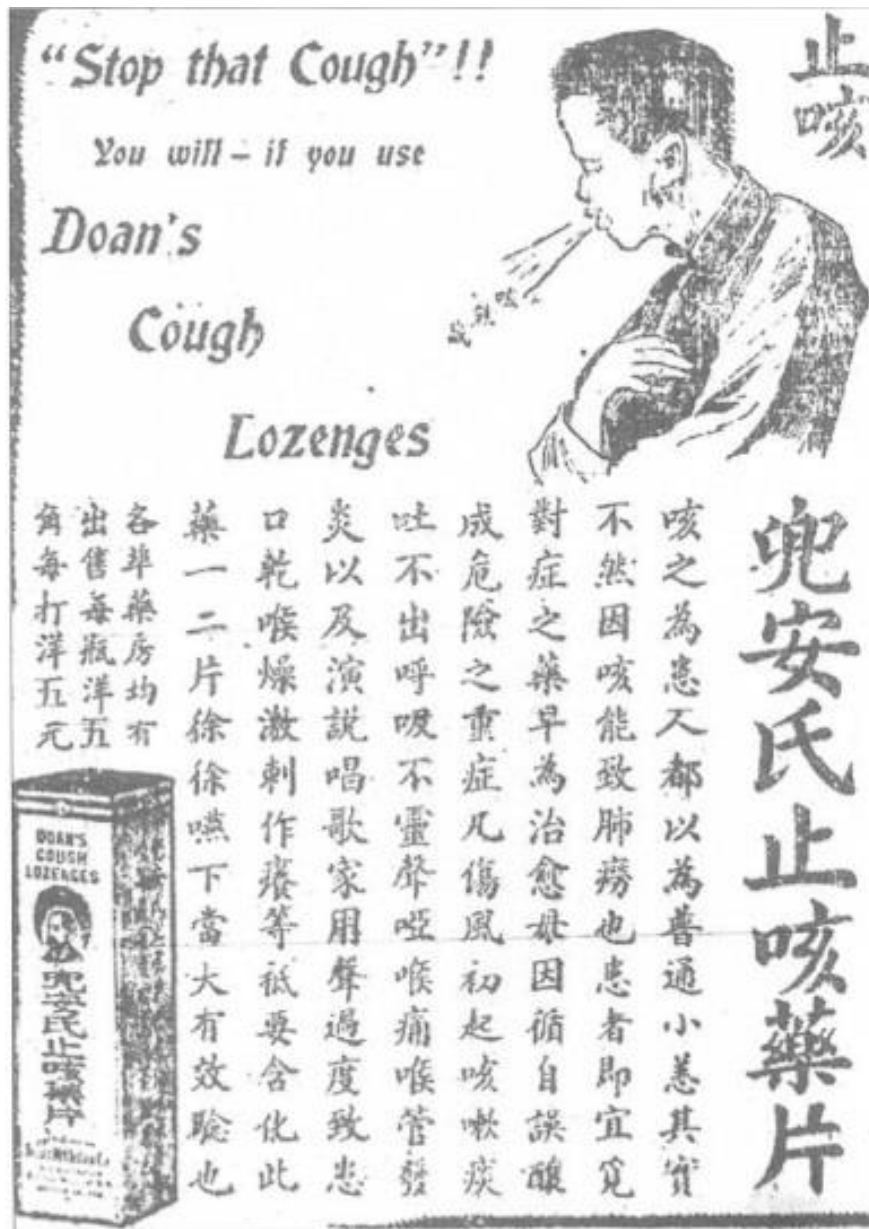 "Stop that Cough"!!
You will – if you use
Doan's
Cough
Lozenges
止咳
兜安氏止咳藥片
咳之為患人都以為普通小恙其實
不然因咳能致肺癆也患者即宜覓
對症之藥早為治愈毋因循自誤釀
成危險之重症凡傷風初起咳嗽痰
吐不出呼吸不靈聲啞喉痛喉管發
炎以及演說唱歌家用聲過度致患
口乾喉燥激刺作癢等祗要含化此
藥一二片徐徐嚥下當大有效驗也
各埠藥房均有
出售每瓶洋五
角每打洋五元
DOAN'S
COUGH
LOZENGES
兜安氏止咳藥片